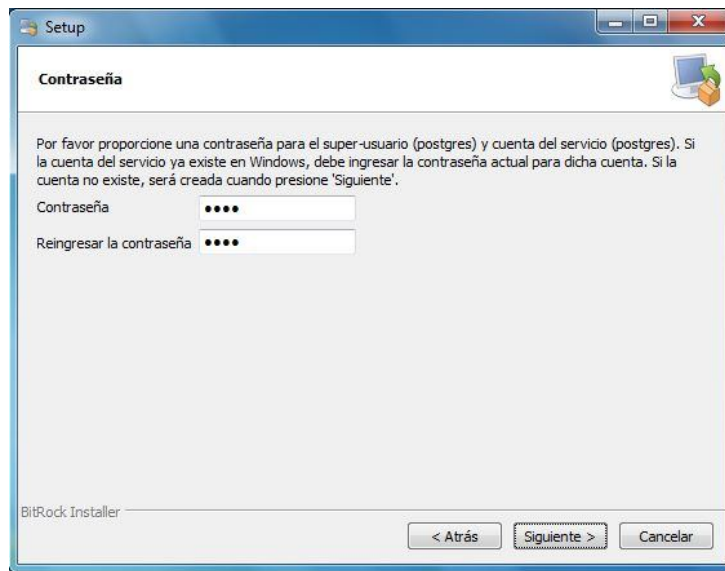 Setup
Contraseña
Por favor proporcione una contraseña para el super-usuario (postgres) y cuenta del servicio (postgres). Si
la cuenta del servicio ya existe en Windows, debe ingresar la contraseña actual para dicha cuenta. Si la
cuenta no existe, será creada cuando presione 'Siguiente'.
Contraseña ••••
Reingresar la contraseña ••••
BitRock Installer
< Atrás Siguiente > Cancelar